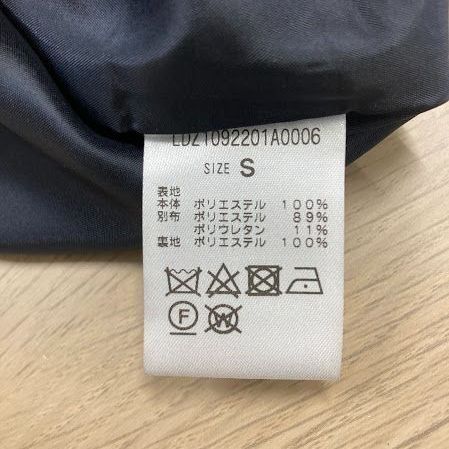 LDZ1092201A0006
SIZE S
表地
本体 ポリエステル 100%
別布 ポリエステル 89%
ポリウレタン 11%
裏地 ポリエステル 100%
F W